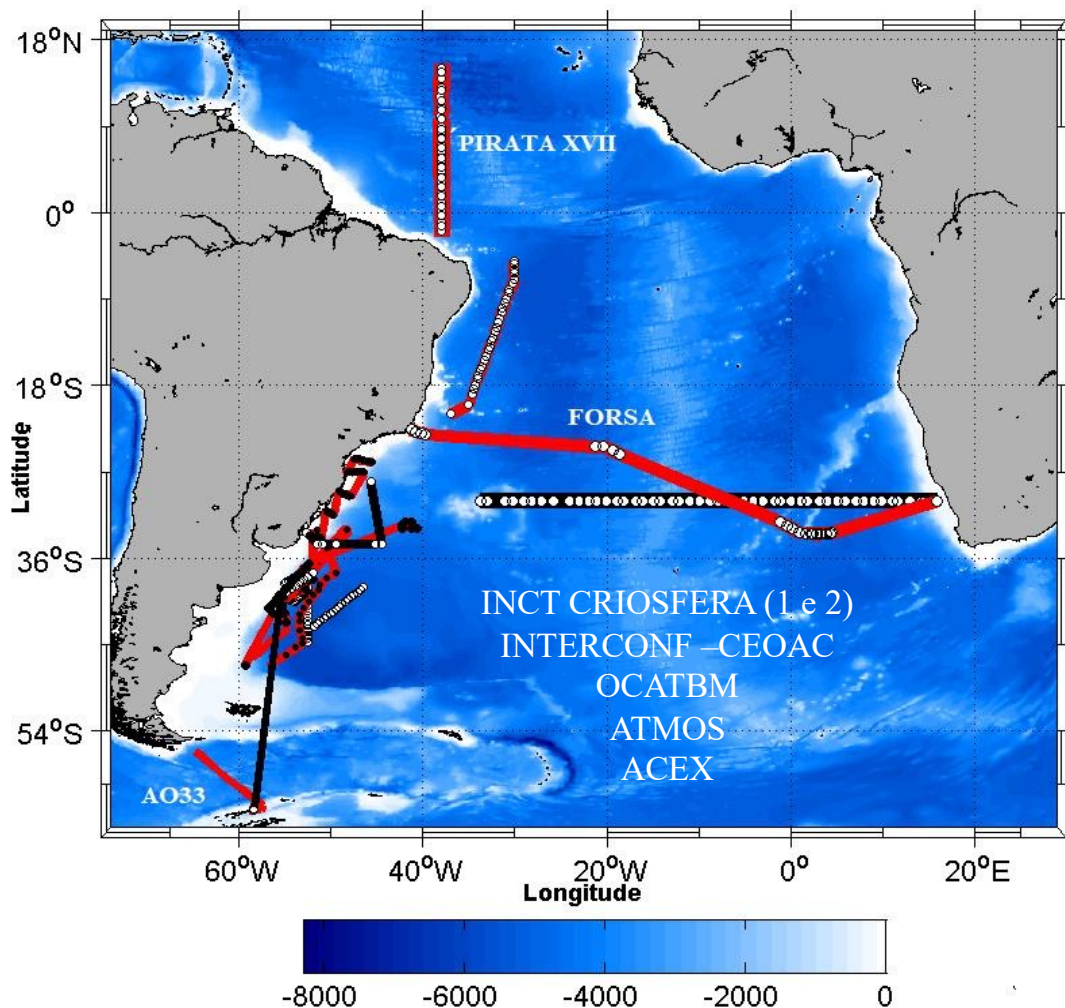 18°N
PIRATA XVII
0°
18°S
FORSA
Latitude
36°S
INCT CRIOSFERA (1 e 2)
INTERCONF –CEOAC
OCATBM
54°S
ATMOS
ACEX
AO33
60°W 40°W 20°W 0° 20°E
Longitude
-8000 -6000 -4000 -2000 0